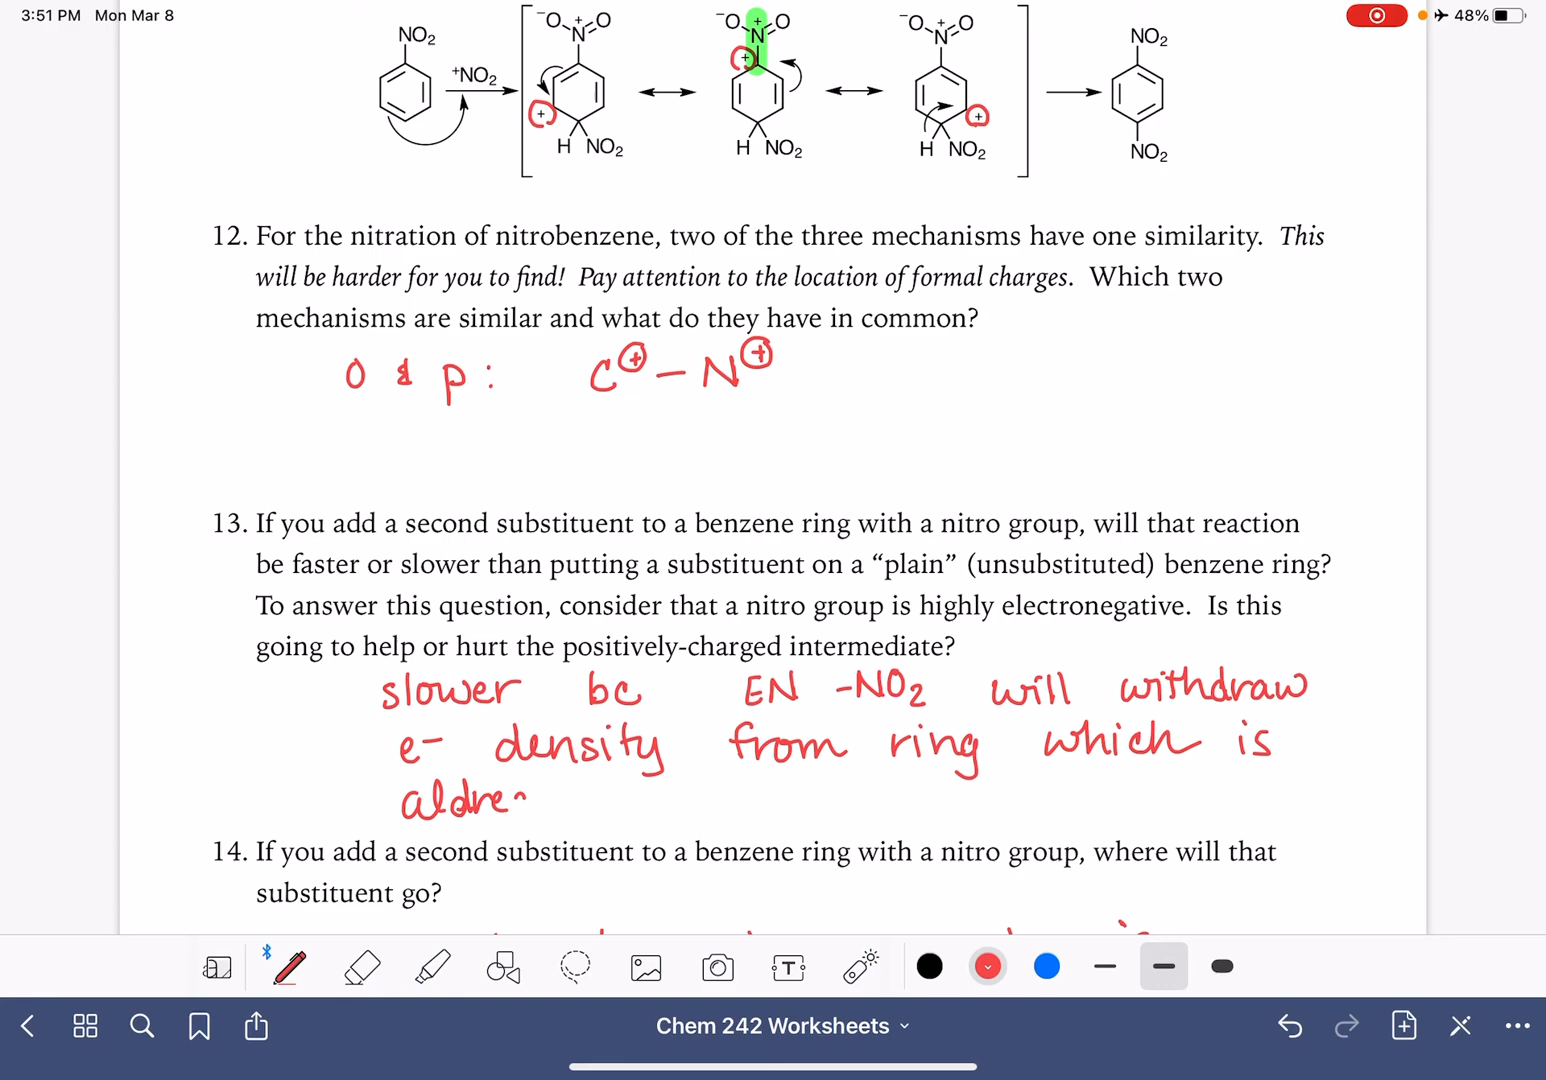 3:51 PM Mon Mar 8
48%
NO2
+NO2
-O + N O
+
H NO2
-O + N O
+
H NO2
-O + N O
+
H NO2
NO2
NO2
12. For the nitration of nitrobenzene, two of the three mechanisms have one similarity. This
will be harder for you to find! Pay attention to the location of formal charges. Which two
mechanisms are similar and what do they have in common?
O & p: C⊕ – N⊕
13. If you add a second substituent to a benzene ring with a nitro group, will that reaction
be faster or slower than putting a substituent on a “plain” (unsubstituted) benzene ring?
To answer this question, consider that a nitro group is highly electronegative. Is this
going to help or hurt the positively-charged intermediate?
slower bc EN -NO2 will withdraw
e- density from ring which is
14. If you add a second substituent to a benzene ring with a nitro group, where will that
substituent go?
Chem 242 Worksheets